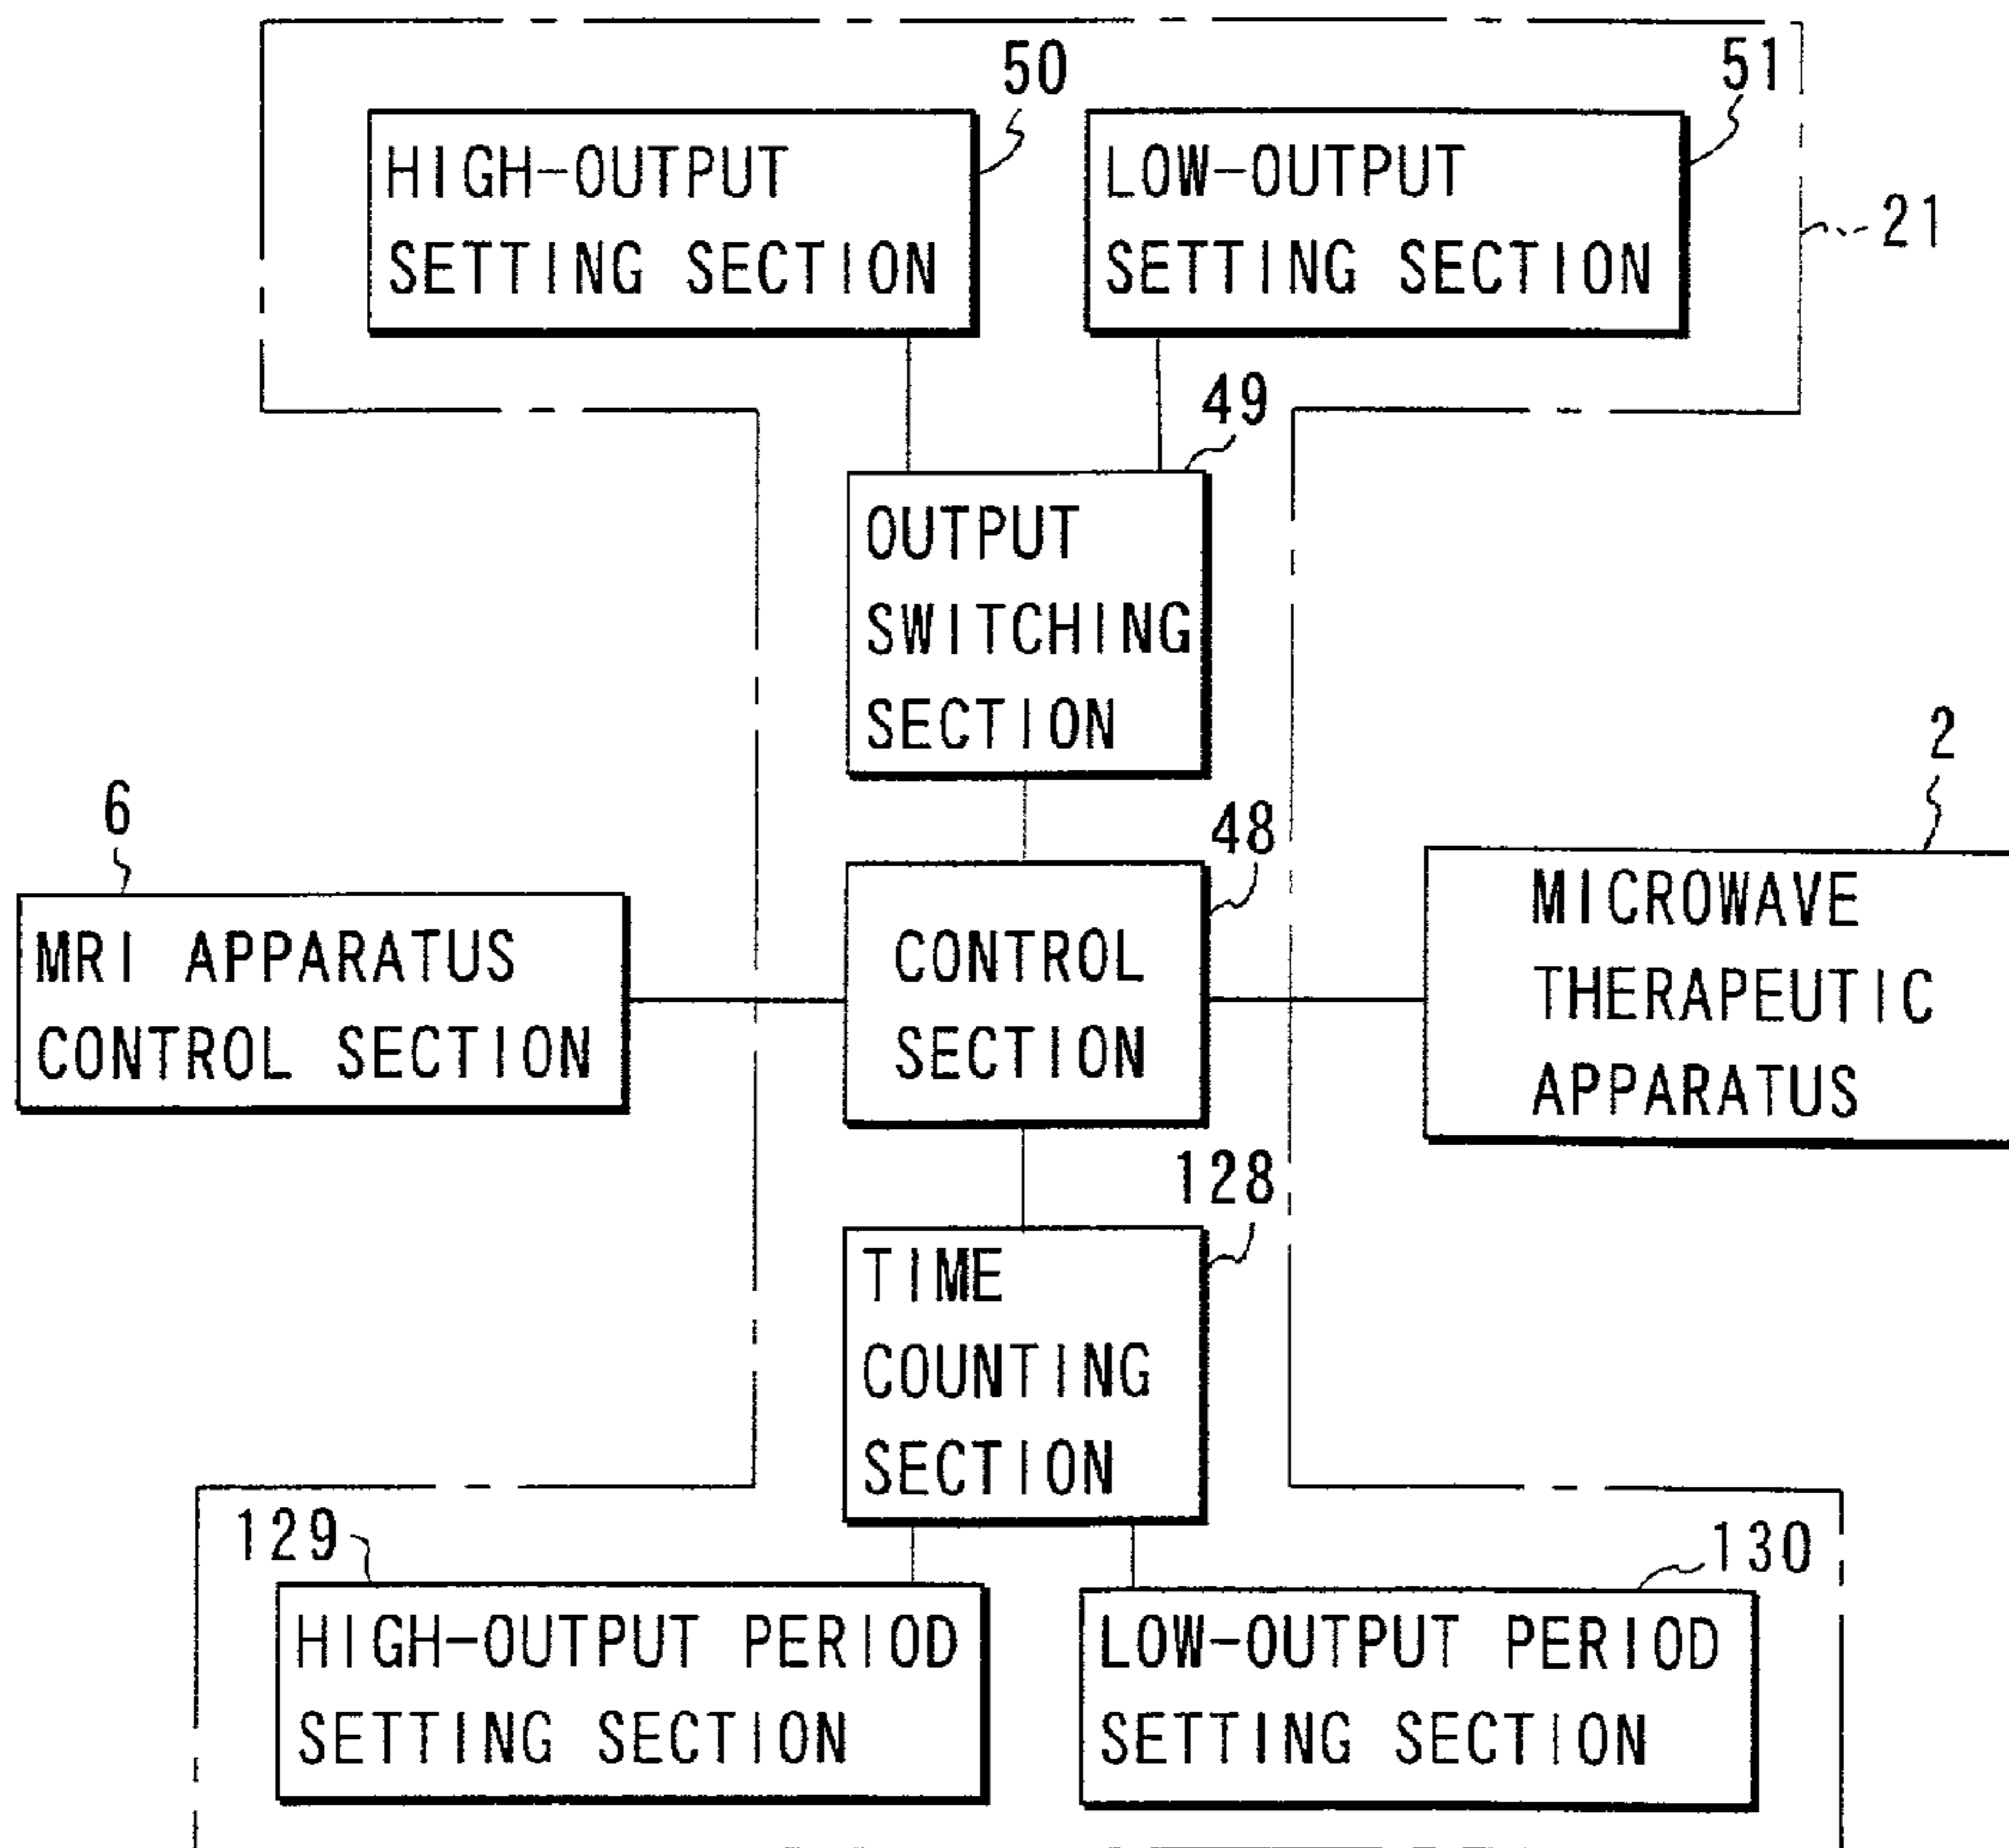 50
51
HIGH-OUTPUT
SETTING SECTION
LOW-OUTPUT
SETTING SECTION
21
49
OUTPUT
SWITCHING
SECTION
2
6
48
MRI APPARATUS
CONTROL SECTION
CONTROL
SECTION
MICROWAVE
THERAPEUTIC
APPARATUS
128
TIME
COUNTING
SECTION
129
130
HIGH-OUTPUT PERIOD
SETTING SECTION
LOW-OUTPUT PERIOD
SETTING SECTION